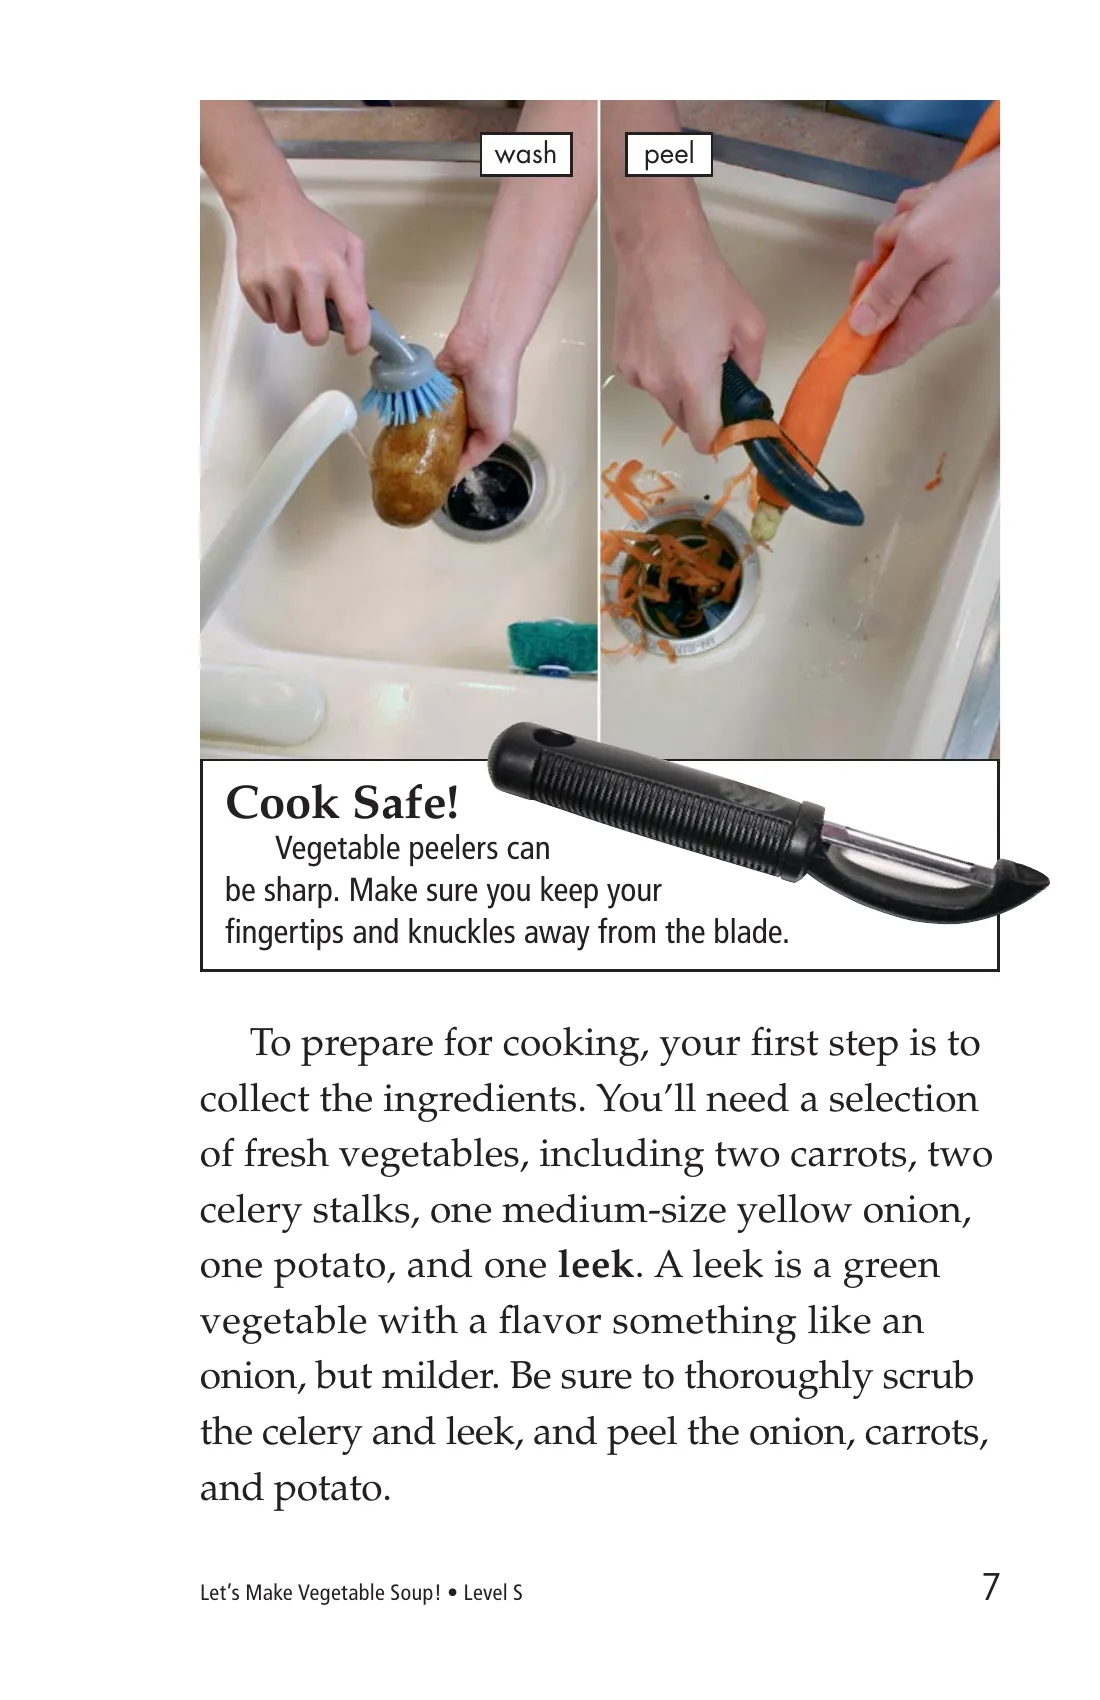 wash
peel
Cook Safe!
Vegetable peelers can
be sharp. Make sure you keep your
fingertips and knuckles away from the blade.
To prepare for cooking, your first step is to
collect the ingredients. You’ll need a selection
of fresh vegetables, including two carrots, two
celery stalks, one medium-size yellow onion,
one potato, and one leek. A leek is a green
vegetable with a flavor something like an
onion, but milder. Be sure to thoroughly scrub
the celery and leek, and peel the onion, carrots,
and potato.
Let’s Make Vegetable Soup! • Level S
7